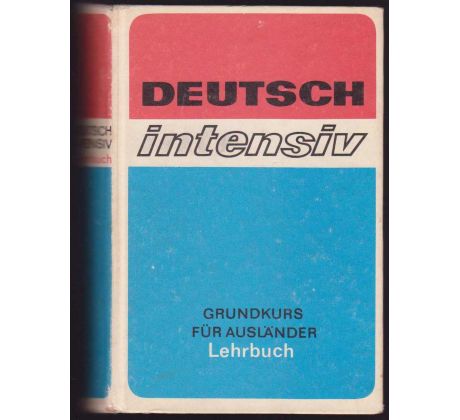 DEUTSCH
intensiv
GRUNDKURS
FÜR AUSLÄNDER
Lehrbuch